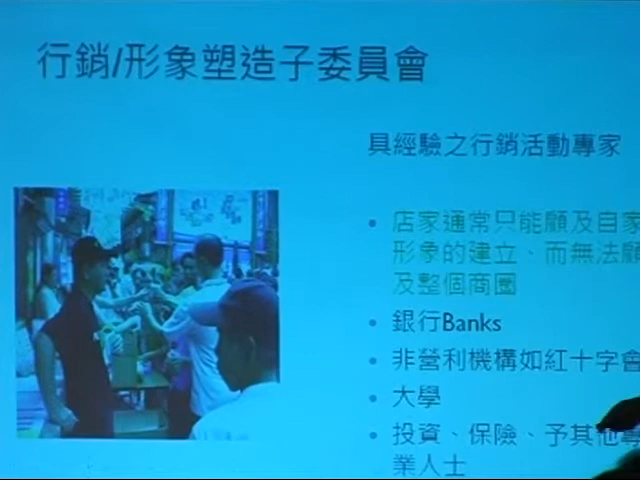 行銷/形象塑造子委員會
具經驗之行銷活動專家
店家通常只能顧及自家
形象的建立、而無法顧
及整個商圈
銀行Banks
非營利機構如紅十字會
大學
投資、保險、予其他專
業人士